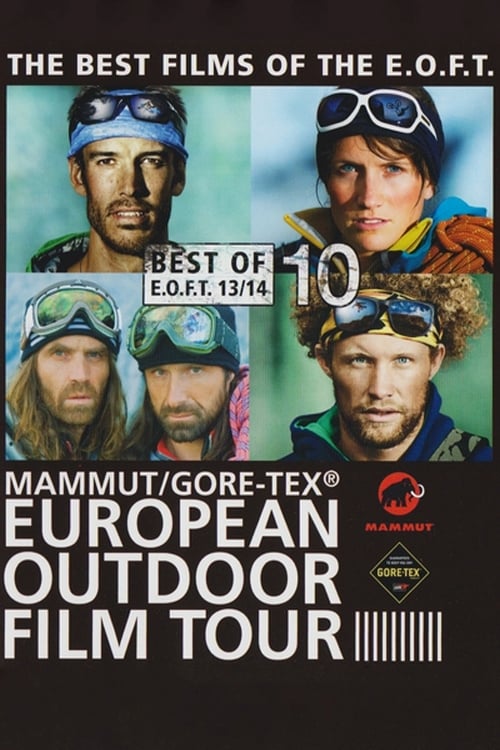 THE BEST FILMS OF THE E.O.F.T.
BEST OF
E.O.F.T. 13/14
10
MAMMUT/GORE-TEX®
EUROPEAN
OUTDOOR
FILM TOUR
MAMMUT
GORE-TEX